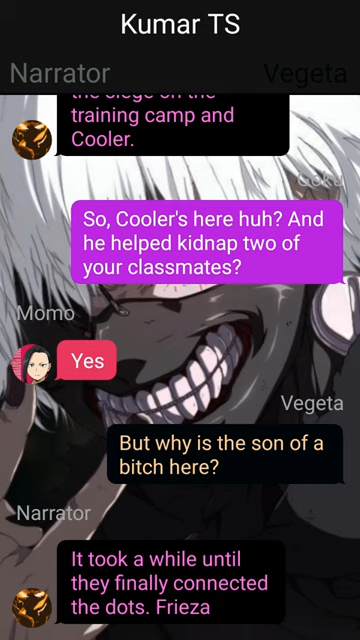 Kumar TS
Narrator
Vegeta
the siege on the
training camp and
Cooler.
Goku
So, Cooler's here huh? And
he helped kidnap two of
your classmates?
Momo
Yes
Vegeta
But why is the son of a
bitch here?
Narrator
It took a while until
they finally connected
the dots. Frieza